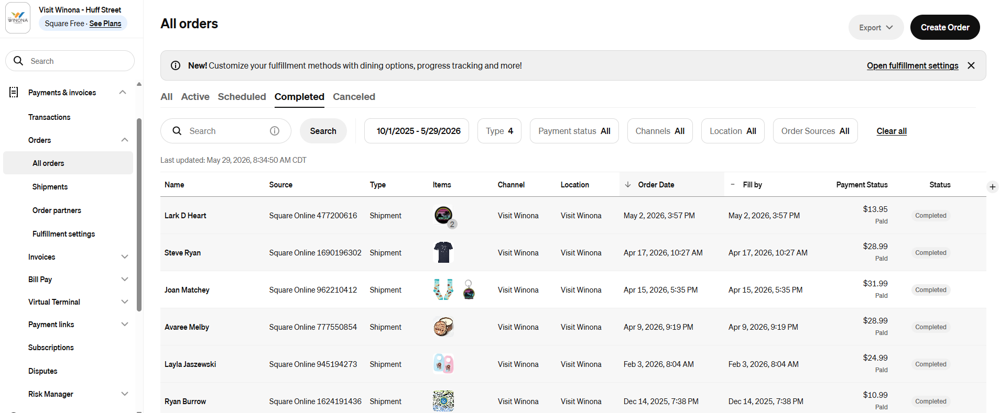 Visit Winona - Huff Street
Square Free · See Plans
WINONA
Search
Payments & invoices
Transactions
Orders
All orders
Shipments
Order partners
Fulfillment settings
Invoices
Bill Pay
Virtual Terminal
Payment links
Subscriptions
Disputes
Risk Manager
All orders
Export
Create Order
New! Customize your fulfillment methods with dining options, progress tracking and more!
Open fulfillment settings
All Active Scheduled Completed Canceled
Search
Search
10/1/2025 - 5/29/2026
Type 4
Payment status All
Channels All
Location All
Order Sources All
Clear all
Last updated: May 29, 2026, 8:34:50 AM CDT
Name Source Type Items Channel Location Order Date Fill by Payment Status Status
Lark D Heart Square Online 477200616 Shipment 2 Visit Winona Visit Winona May 2, 2026, 3:57 PM May 2, 2026, 3:57 PM $13.95 Paid Completed
Steve Ryan Square Online 1690196302 Shipment Visit Winona Visit Winona Apr 17, 2026, 10:27 AM Apr 17, 2026, 10:27 AM $28.99 Paid Completed
Joan Matchey Square Online 962210412 Shipment Visit Winona Visit Winona Apr 15, 2026, 5:35 PM Apr 15, 2026, 5:35 PM $31.99 Paid Completed
Avaree Melby Square Online 777550854 Shipment Visit Winona Visit Winona Apr 9, 2026, 9:19 PM Apr 9, 2026, 9:19 PM $28.99 Paid Completed
Layla Jaszewski Square Online 945194273 Shipment Visit Winona Visit Winona Feb 3, 2026, 8:04 AM Feb 3, 2026, 8:04 AM $24.99 Paid Completed
Ryan Burrow Square Online 1624191436 Shipment Visit Winona Visit Winona Dec 14, 2025, 7:38 PM Dec 14, 2025, 7:38 PM $10.99 Paid Completed